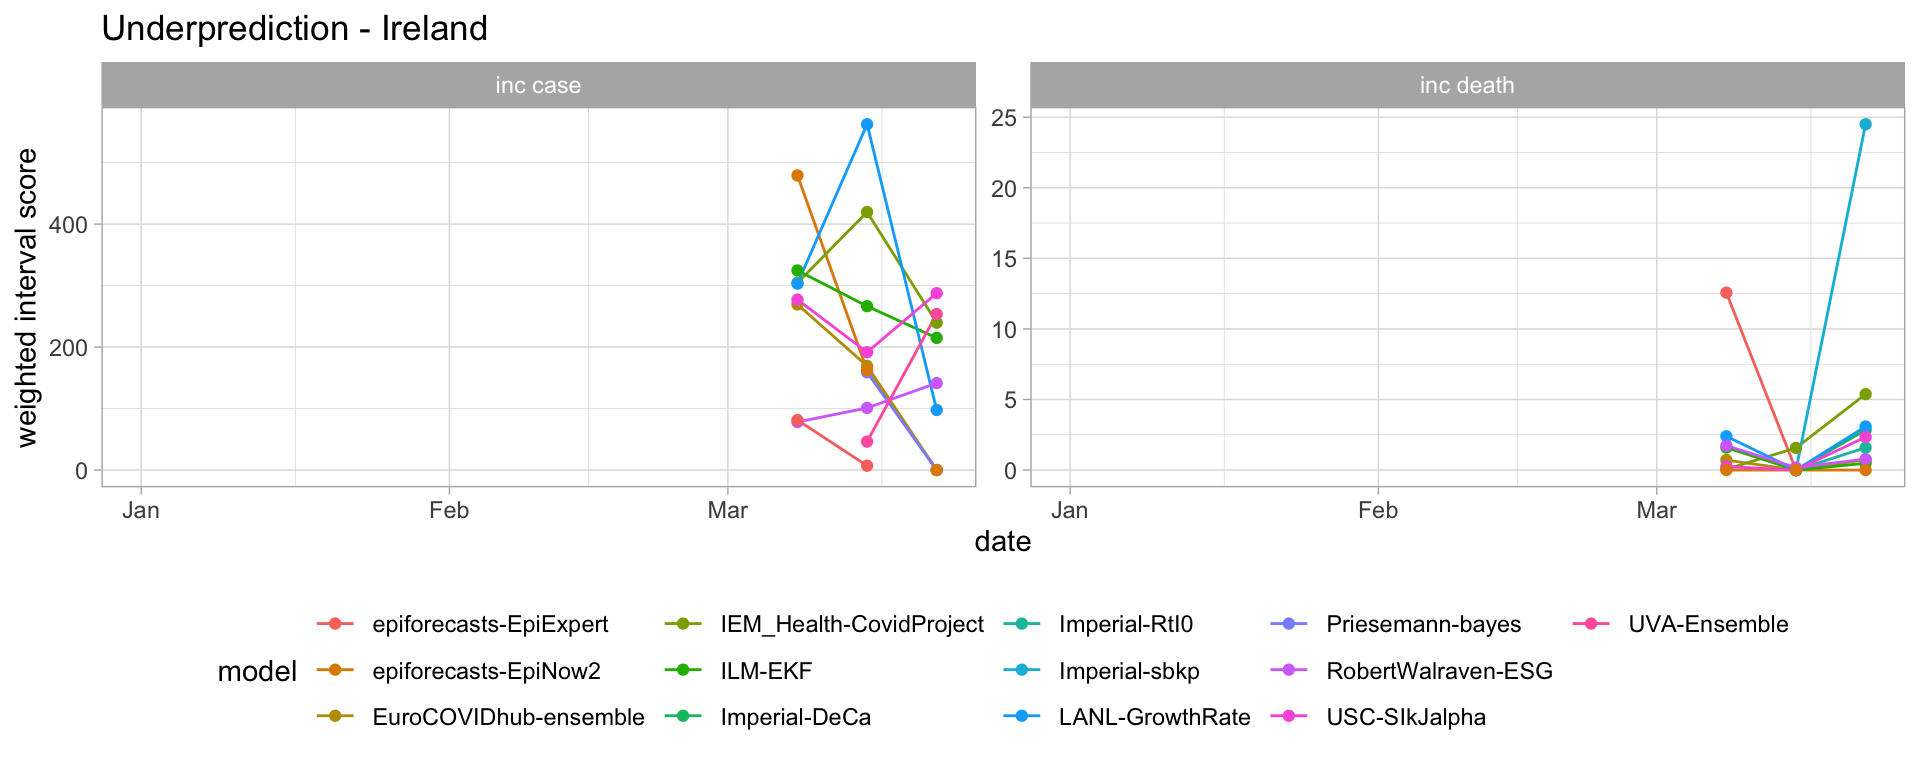 Underprediction - Ireland
inc case
inc death
weighted interval score
400
200
0
25
20
15
10
5
0
Jan
Feb
Mar
Jan
Feb
Mar
date
model
epiforecasts-EpiExpert
epiforecasts-EpiNow2
EuroCOVIDhub-ensemble
IEM_Health-CovidProject
ILM-EKF
Imperial-DeCa
Imperial-RtI0
Imperial-sbkp
LANL-GrowthRate
Priesemann-bayes
RobertWalraven-ESG
USC-SIkJalpha
UVA-Ensemble